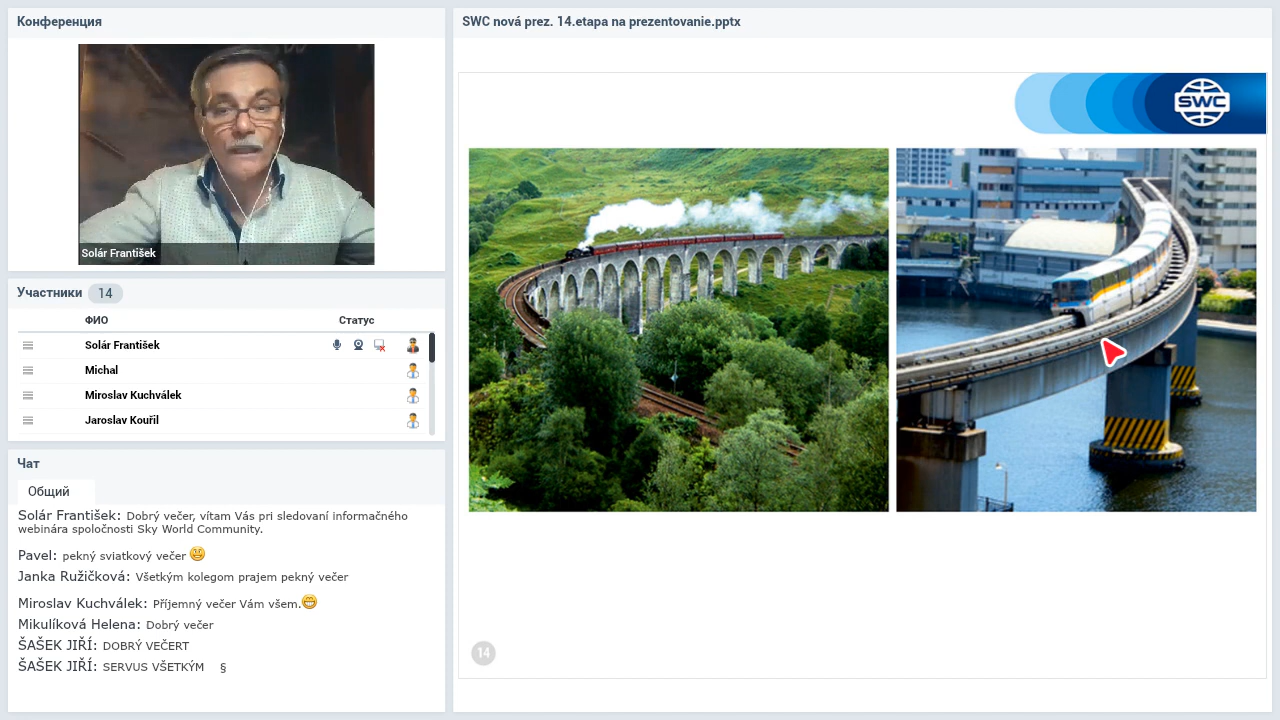 Конференция
Solár František
Участники 14
ФИО Статус
Solár František
Michal
Miroslav Kuchválek
Jaroslav Kouřil
Чат
Общий
Solár František: Dobrý večer, vítam Vás pri sledovaní informačného
webinára spoločnosti Sky World Community.
Pavel: pekný sviatkový večer
Janka Ružičková: Všetkým kolegom prajem pekný večer
Miroslav Kuchválek: Příjemný večer Vám všem.
Mikulíková Helena: Dobrý večer
ŠAŠEK JIŘÍ: DOBRÝ VEČERT
ŠAŠEK JIŘÍ: SERVUS VŠETKÝM §
SWC nová prez. 14.etapa na prezentovanie.pptx
SWC
14